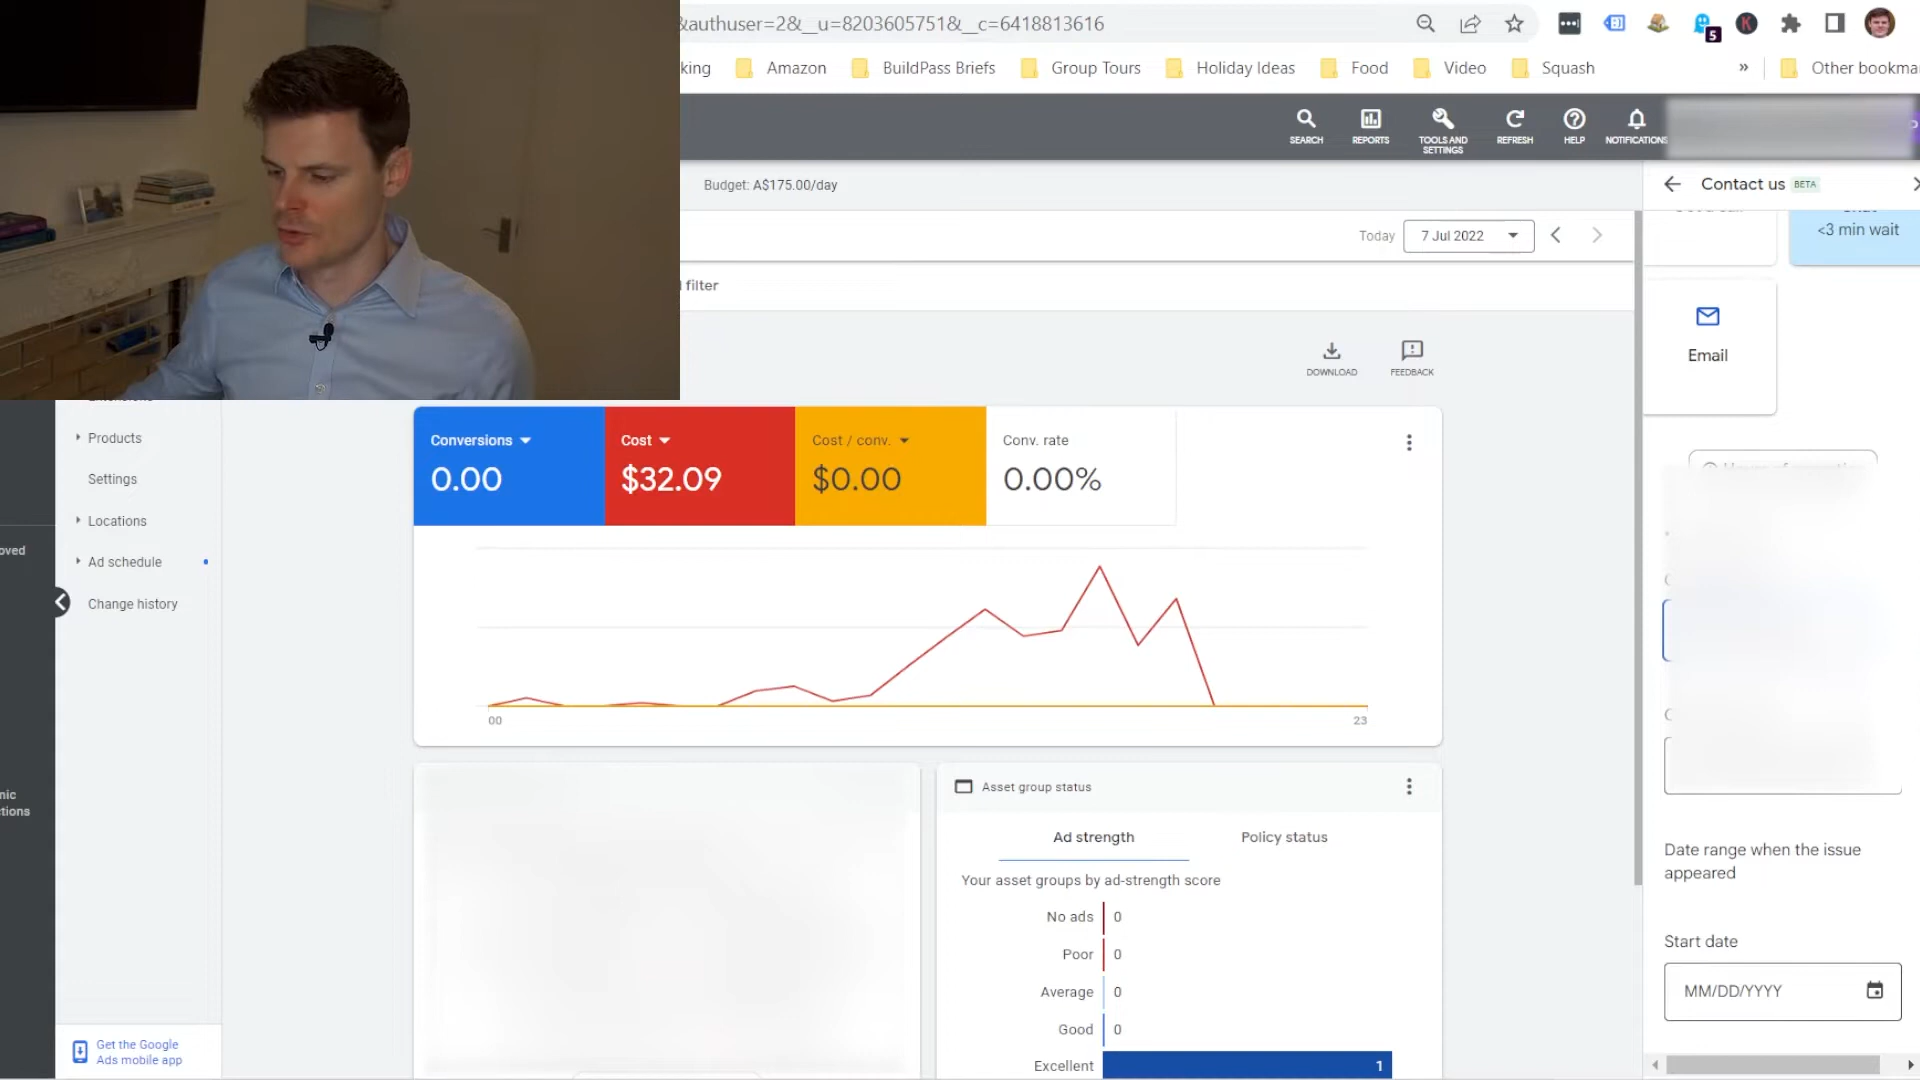 &authuser=2&__u=8203605751&__c=6418813616
5
king Amazon BuildPass Briefs Group Tours Holiday Ideas Food Video Squash » Other bookma
SEARCH REPORTS TOOLS AND SETTINGS REFRESH HELP NOTIFICATIONS
Budget: A$175.00/day
Contact us BETA
Today 7 Jul 2022
<3 min wait
filter
Email
DOWNLOAD FEEDBACK
Products
Settings
Locations
Ad schedule
Change history
oved
nic
ctions
Conversions Cost Cost / conv. Conv. rate
0.00 $32.09 $0.00 0.00%
00 23
Asset group status
Ad strength Policy status
Your asset groups by ad-strength score
No ads 0
Poor 0
Average 0
Good 0
Excellent 1
Date range when the issue
appeared
Start date
MM/DD/YYYY
Get the Google
Ads mobile app